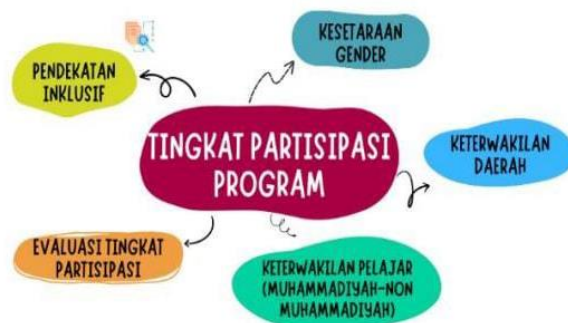 KESETARAAN
GENDER
PENDEKATAN
INKLUSIF
TINGKAT PARTISIPASI
PROGRAM
KETERWAKILAN
DAERAH
EVALUASI TINGKAT
PARTISIPASI
KETERWAKILAN PELAJAR
(MUHAMMADIYAH-NON
MUHAMMADIYAH)